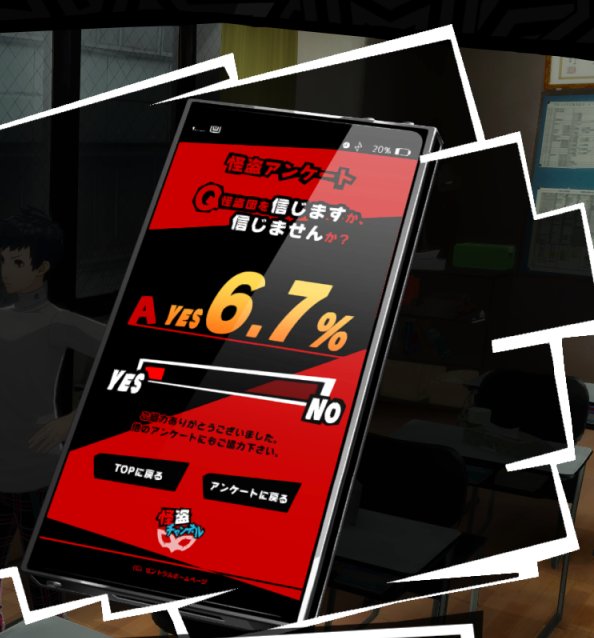 20%
怪盗アンケート
Q 怪盗団を信じますか、
信じませんか？
A YES 6.7%
YES
NO
ご協力ありがとうございました。
他のアンケートにもご協力下さい。
TOPに戻る
アンケートに戻る
怪盗
チャンネル